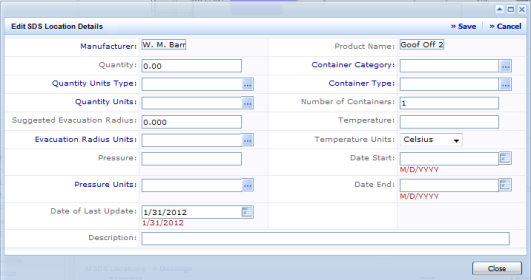 Edit SDS Location Details
» Save » Cancel
Manufacturer: W. M. Barr Product Name: Goof Off 2
Quantity: 0.00 Container Category: ...
Quantity Units Type: ... Container Type: ...
Quantity Units: ... Number of Containers: 1
Suggested Evacuation Radius: 0.000 Temperature:
Evacuation Radius Units: ... Temperature Units: Celsius
Pressure: Date Start:
M/D/YYYY
Pressure Units: ... Date End:
M/D/YYYY
Date of Last Update: 1/31/2012
1/31/2012
Description:
Close